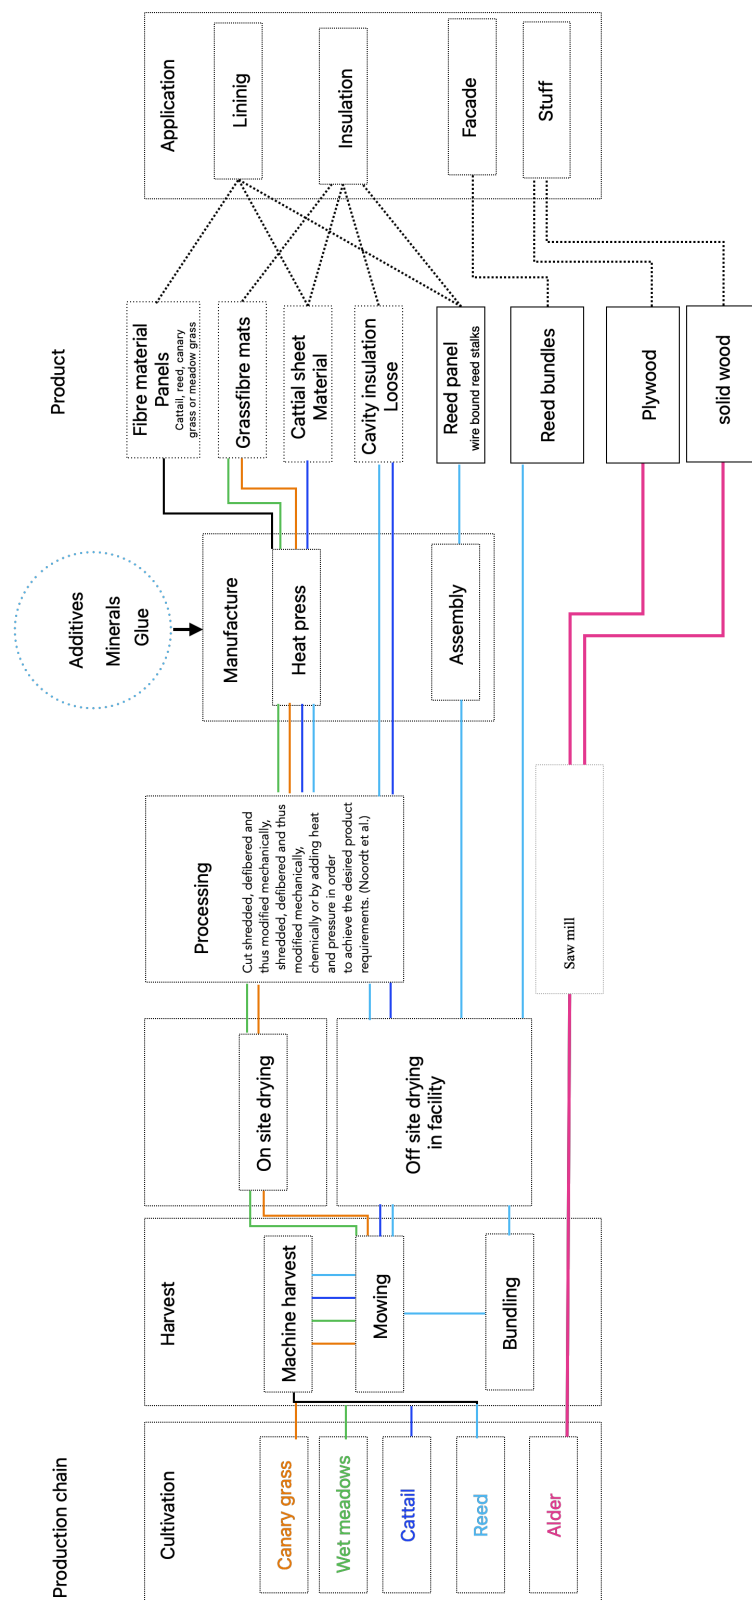 Production chain
Cultivation
Canary grass
Wet meadows
Cattail
Reed
Alder
Harvest
Machine harvest
Mowing
Bundling
On site drying
Off site drying
in facility
Processing
Cut shredded, defibered and
thus modified mechanically,
shredded, defibered and thus
modified mechanically,
chemically or by adding heat
and pressure in order
to achieve the desired product
requirements. (Noordt et al.)
Saw mill
Additives
Minerals
Glue
Manufacture
Heat press
Assembly
Product
Fibre material
Panels
Cattail, reed, canary
grass or meadow grass
Grassfibre mats
Cattial sheet
Material
Cavity insulation
Loose
Reed panel
wire bound reed stalks
Reed bundles
Plywood
solid wood
Application
Lininig
Insulation
Facade
Stuff